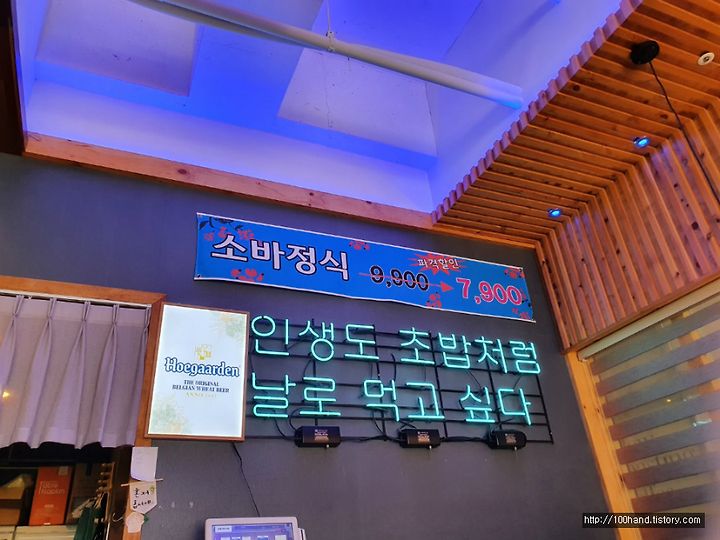 소바정식 9,900 파격할인 7,900
인생도 초밥처럼
날로 먹고 싶다
Hoegaarden
THE ORIGINAL
BELGIAN WHEAT BEER
http://100hand.tistory.com